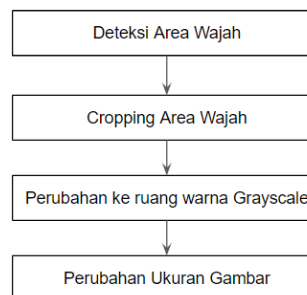 Deteksi Area Wajah
Cropping Area Wajah
Perubahan ke ruang warna Grayscale
Perubahan Ukuran Gambar